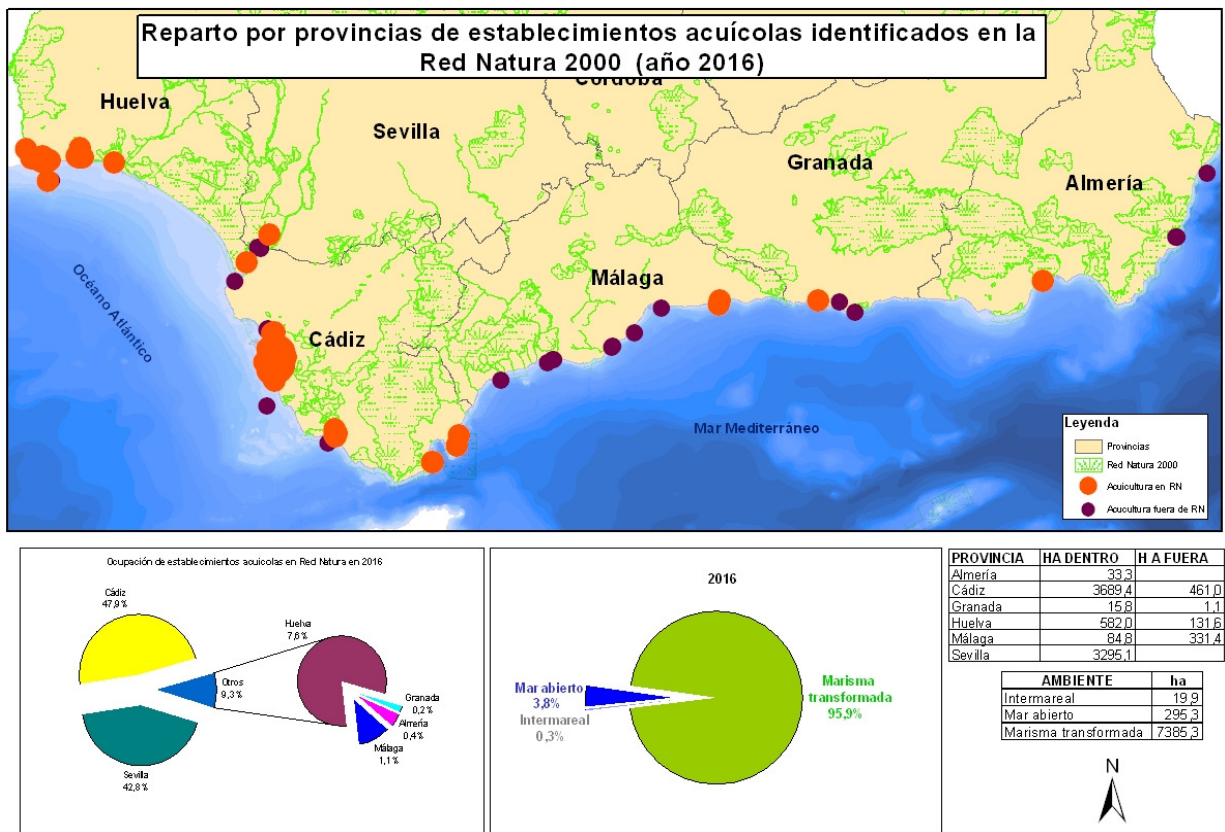 Reparto por provincias de establecimientos acuícolas identificados en la
Red Natura 2000 (año 2016)
Córdoba
Huelva
Sevilla
Granada
Almería
Málaga
Cádiz
Océano Atlántico
Mar Mediterráneo
Leyenda
Provincias
Red Natura 2000
Acuicultura en RN
Acucultura fuera de RN
Ocupación de establecimientos acuicolas en Red Natura en 2016
Cádiz
47,9%
Huelva
7,6%
Otros
9,3%
Granada
0,2%
Almería
0,4%
Málaga
1,1%
Sevilla
42,8%
2016
Mar abierto
3,8%
Intermareal
0,3%
Marisma
transformada
95,9%
PROVINCIA HA DENTRO H A FUERA
Almería 33,3
Cádiz 3689,4 461,0
Granada 15,8 1,1
Huelva 582,0 131,6
Málaga 84,8 331,4
Sevilla 3295,1
AMBIENTE ha
Intermareal 19,9
Mar abierto 295,3
Marisma transformada 7385,3
N